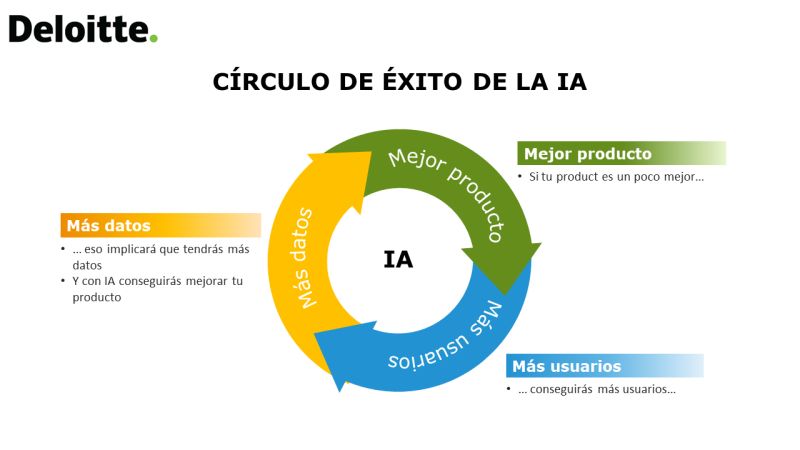 Deloitte.
CÍRCULO DE ÉXITO DE LA IA
Mejor producto
Mejor producto
• Si tu product es un poco mejor...
Más datos
• ... eso implicará que tendrás más
datos
• Y con IA conseguirás mejorar tu
producto
Más datos
IA
Más usuarios
Más usuarios
• ... conseguirás más usuarios...